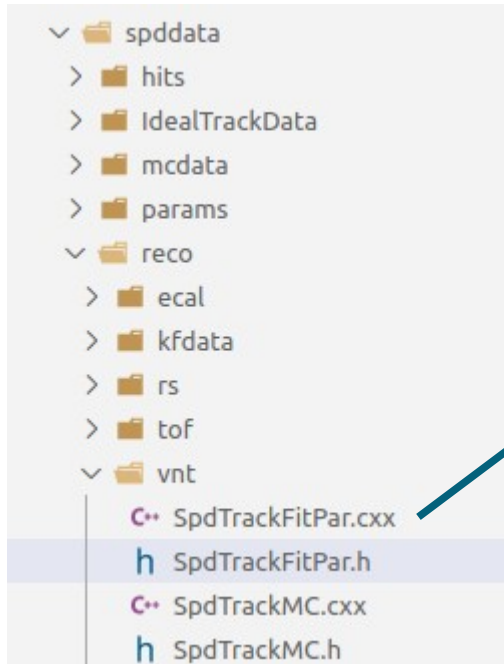 spddata
hits
IdealTrackData
mcdata
params
reco
ecal
kfdata
rs
tof
vnt
C++ SpdTrackFitPar.cxx
h SpdTrackFitPar.h
C++ SpdTrackMC.cxx
h SpdTrackMC.h